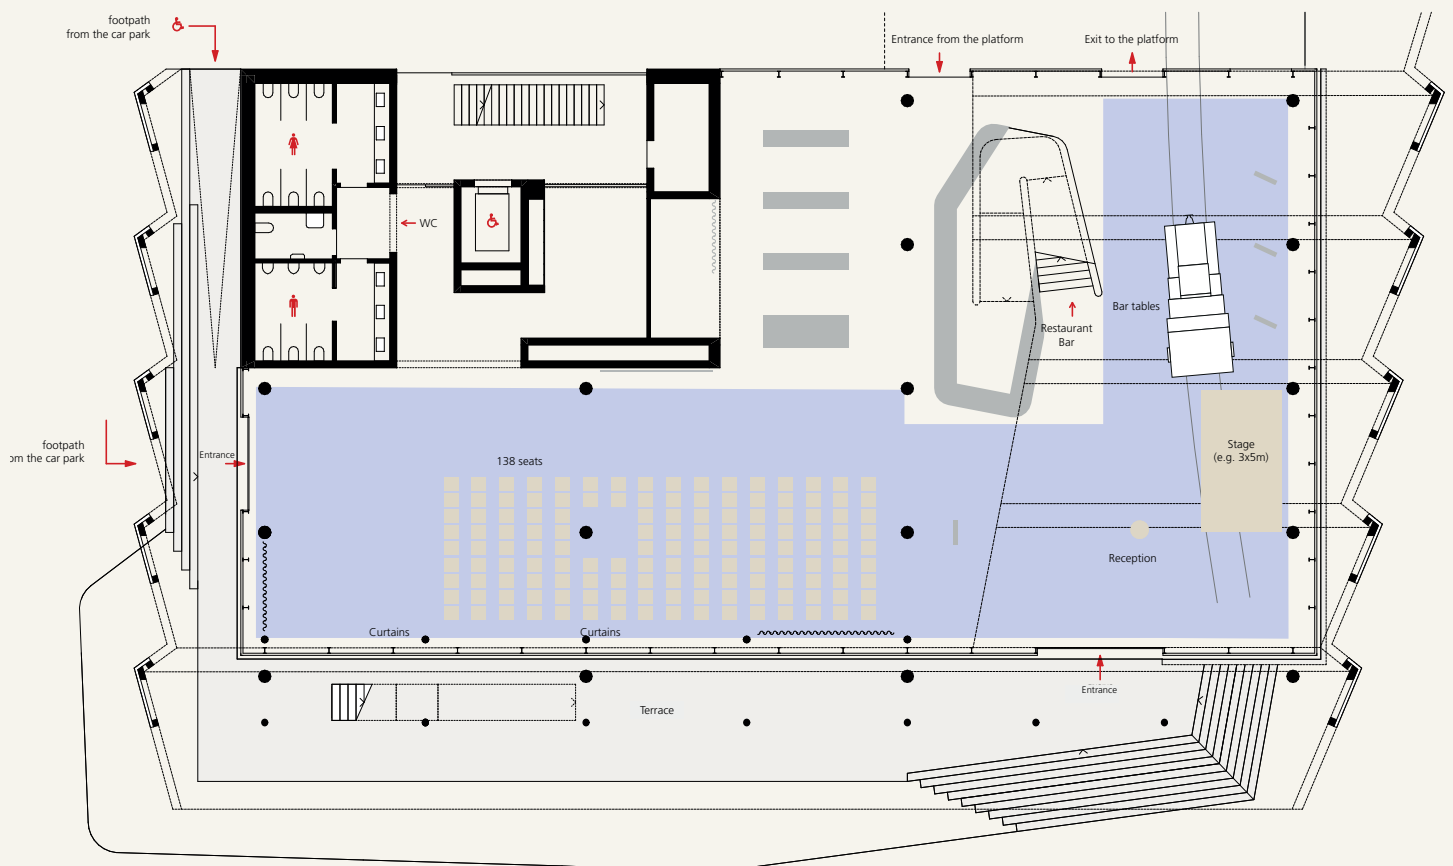 footpath
from the car park
Entrance from the platform
Exit to the platform
WC
Bar tables
Restaurant
Bar
footpath
om the car park
Entrance
138 seats
Stage
(e.g. 3x5m)
Reception
Curtains
Curtains
Entrance
Terrace